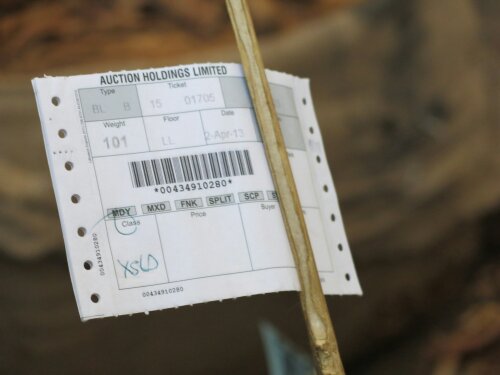 AUCTION HOLDINGS LIMITED
Type Ticket
BL B 15 01705
Weight Floor Date
101 LL 2-Apr-13
*00434910280*
MDY MXD FNK SPLIT SCP
Class Price Buyer
00434910280
00434910280